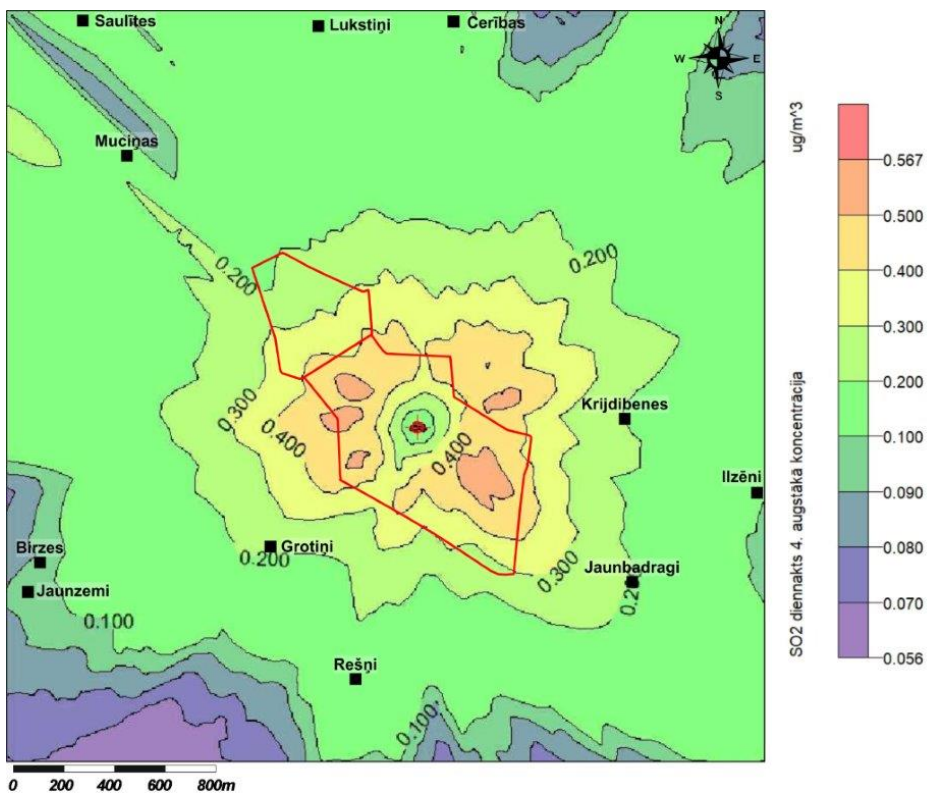 Saulītes
Lukstiņi
Cerības
N
W E
S
Muciņas
0.200
0.200
0.300
0.400
0.400
Krijdibenes
Ilzēni
Grotiņi
0.200
0.300
Jaunbadragi
Birzes
Jaunzemi
0.100
Rešņi
0.100
0 200 400 600 800m
ug/m^3
0.567
0.500
0.400
0.300
0.200
0.100
0.090
0.080
0.070
0.056
SO2 diennakts 4. augstākā koncentrācija